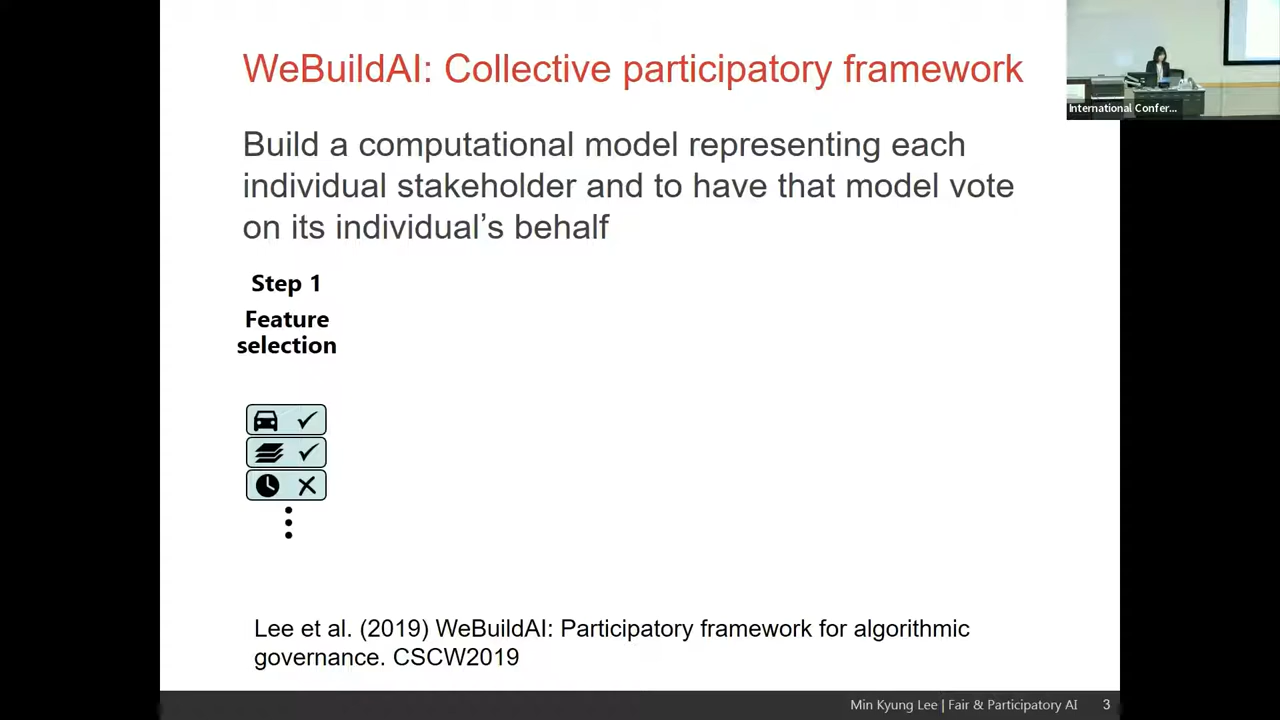 WeBuildAI: Collective participatory framework
International Confer...
Build a computational model representing each
individual stakeholder and to have that model vote
on its individual’s behalf
Step 1
Feature
selection
Lee et al. (2019) WeBuildAI: Participatory framework for algorithmic
governance. CSCW2019
Min Kyung Lee | Fair & Participatory AI 3